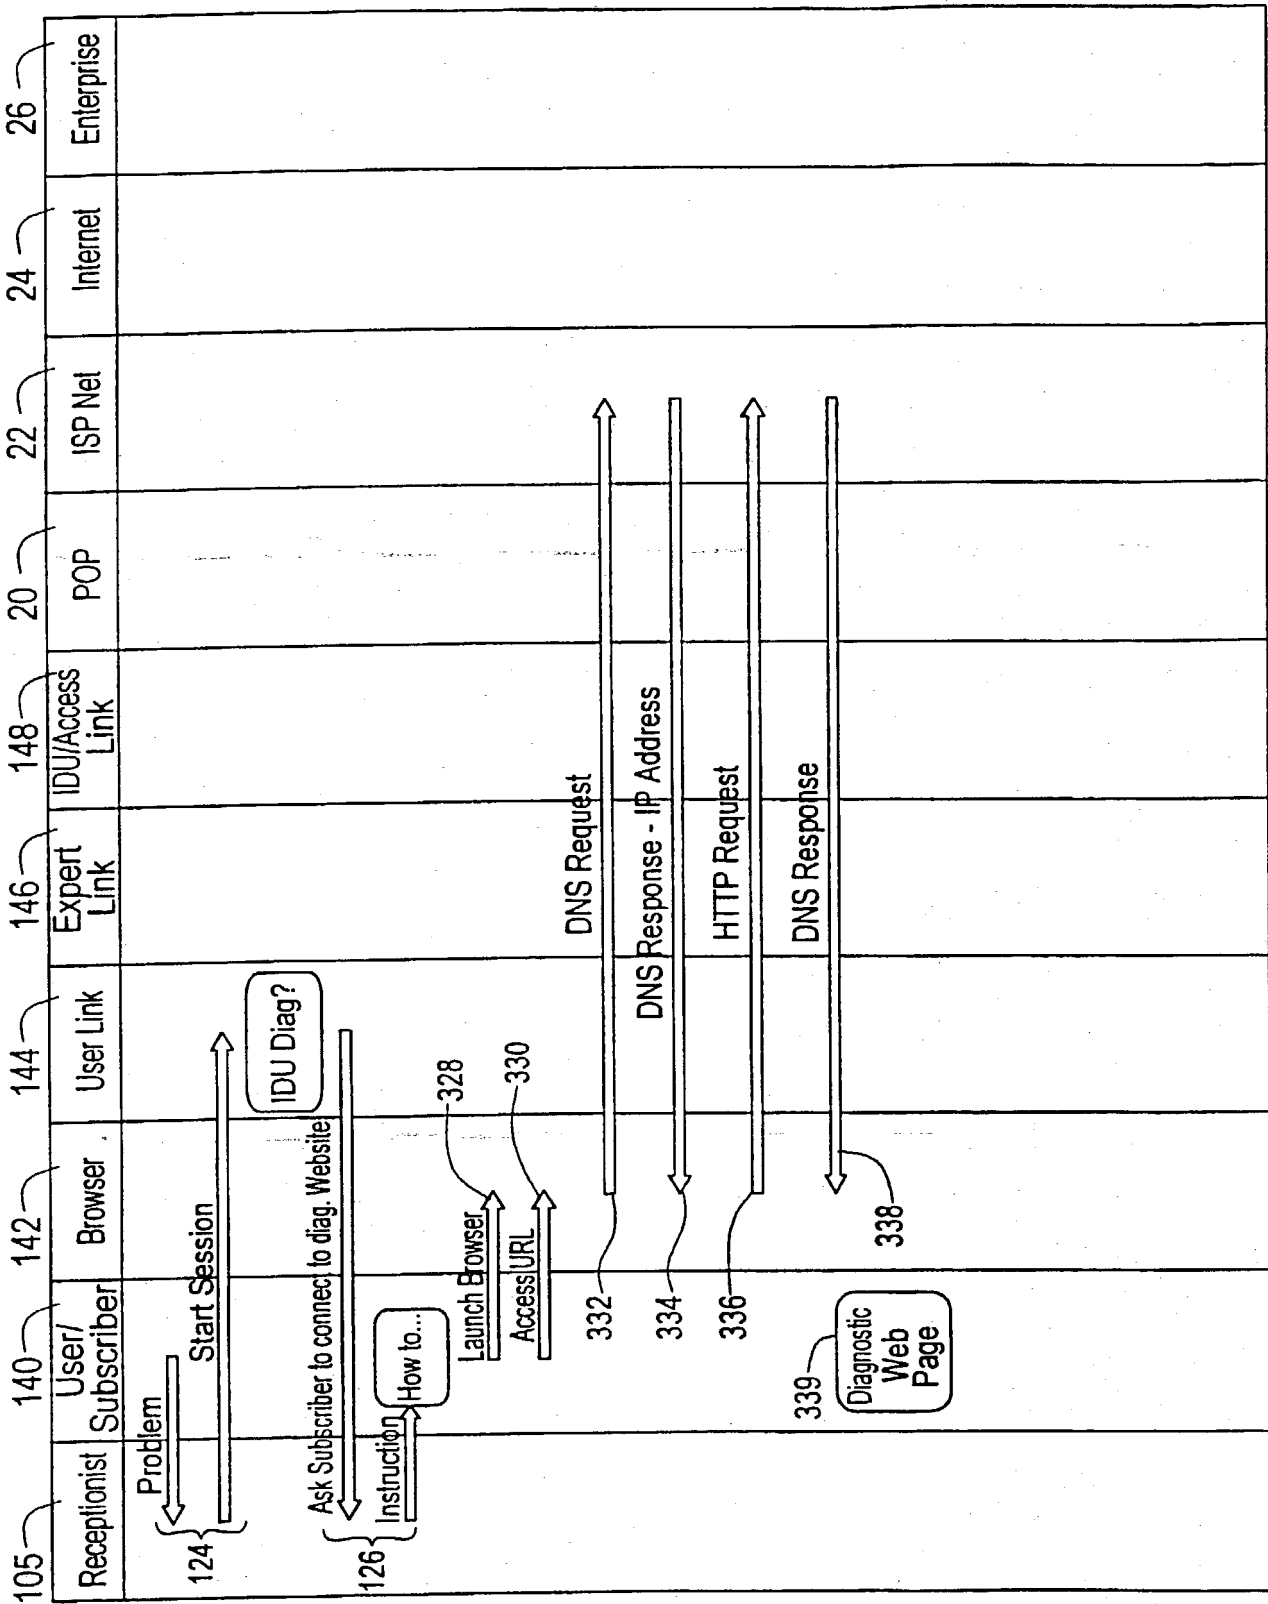 105
140
142
144
146
148
20
22
24
26
Receptionist
User/
Subscriber
Browser
User Link
Expert
Link
IDU/Access
Link
POP
ISP Net
Internet
Enterprise
Problem
124
Start Session
IDU Diag?
Ask Subscriber to connect to diag. Website
126
Instruction
How to...
Launch Browser
328
Access URL
330
DNS Request
332
DNS Response - IP Address
334
HTTP Request
336
DNS Response
338
339
Diagnostic
Web
Page